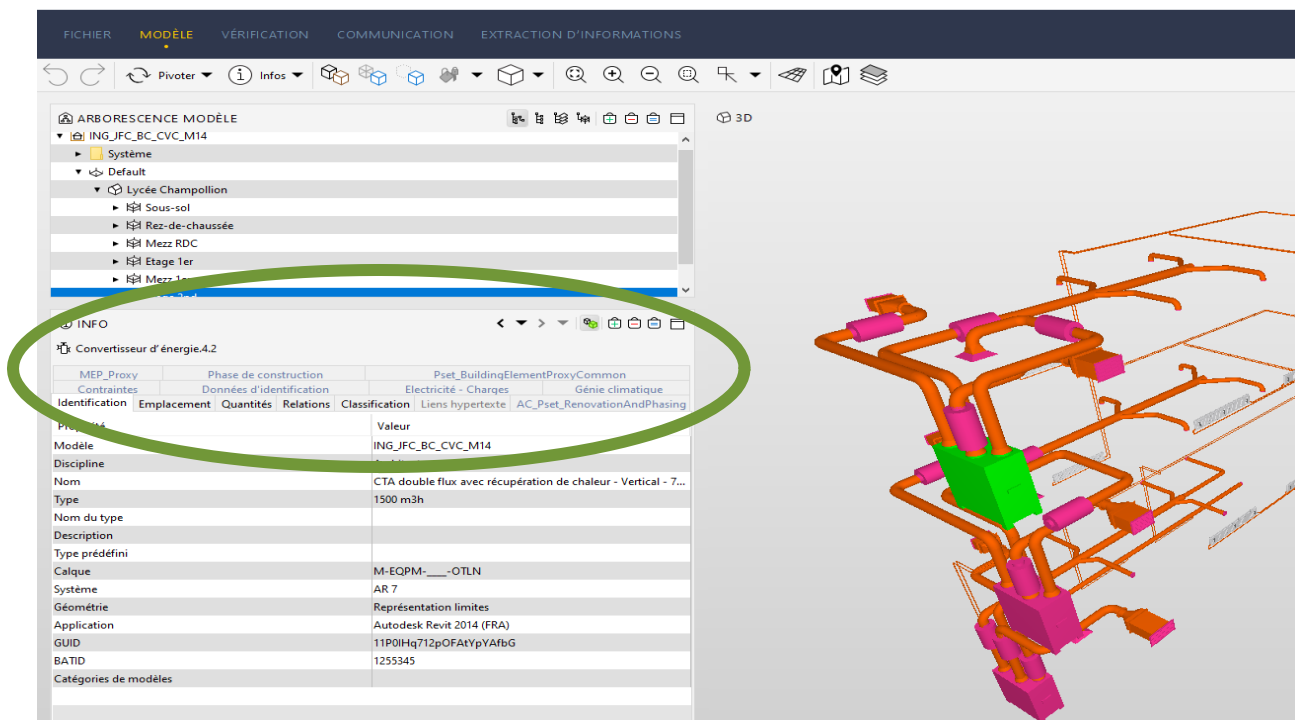 FICHIER MODÈLE VÉRIFICATION COMMUNICATION EXTRACTION D'INFORMATIONS
Pivoter Infos
ARBORESCENCE MODÈLE
3D
ING_JFC_BC_CVC_M14
Système
Default
Lycée Champollion
Sous-sol
Rez-de-chaussée
Mezz RDC
Etage 1er
Mezz
INFO
Convertisseur d'énergie.4.2
MEP_Proxy Phase de construction Pset_BuildingElementProxyCommon
Contraintes Données d'identification Electricité - Charges Génie climatique
Identification Emplacement Quantités Relations Classification Liens hypertexte AC_Pset_RenovationAndPhasing
Valeur
Modèle ING_JFC_BC_CVC_M14
Discipline
Nom CTA double flux avec récupération de chaleur - Vertical - 7...
Type 1500 m3h
Nom du type
Description
Type prédéfini
Calque M-EQPM-____-OTLN
Système AR 7
Géométrie Représentation limites
Application Autodesk Revit 2014 (FRA)
GUID 11P0IHq712pOFAtYpYAfbG
BATID 1255345
Catégories de modèles